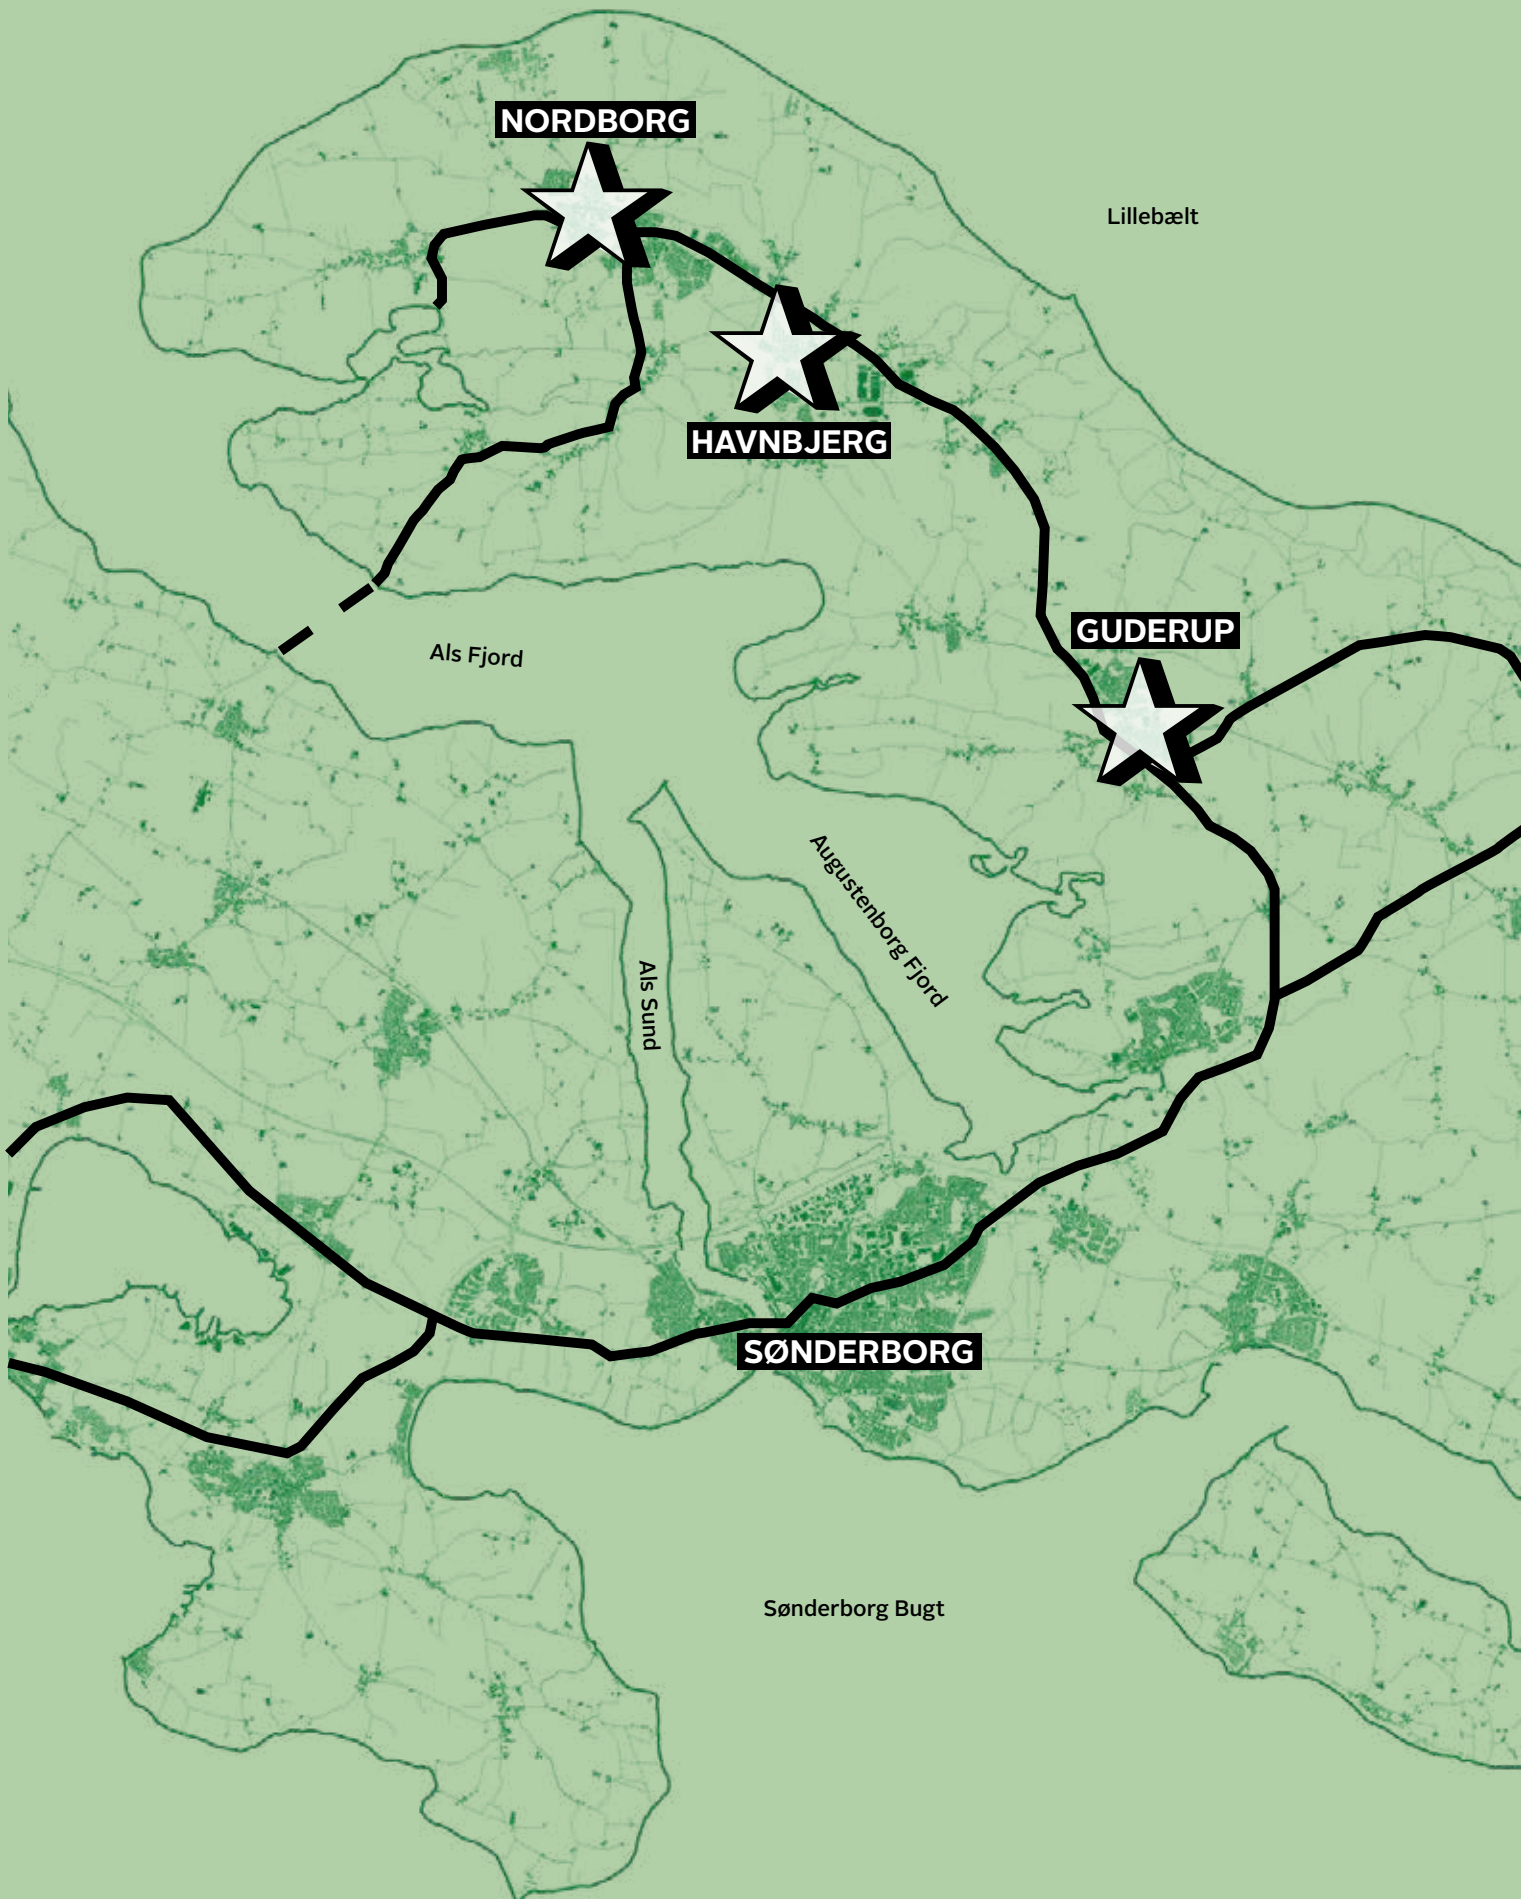 NORDBORG
Lillebælt
HAVNBJERG
GUDERUP
Als Fjord
Augustenborg Fjord
Als Sund
SØNDERBORG
Sønderborg Bugt